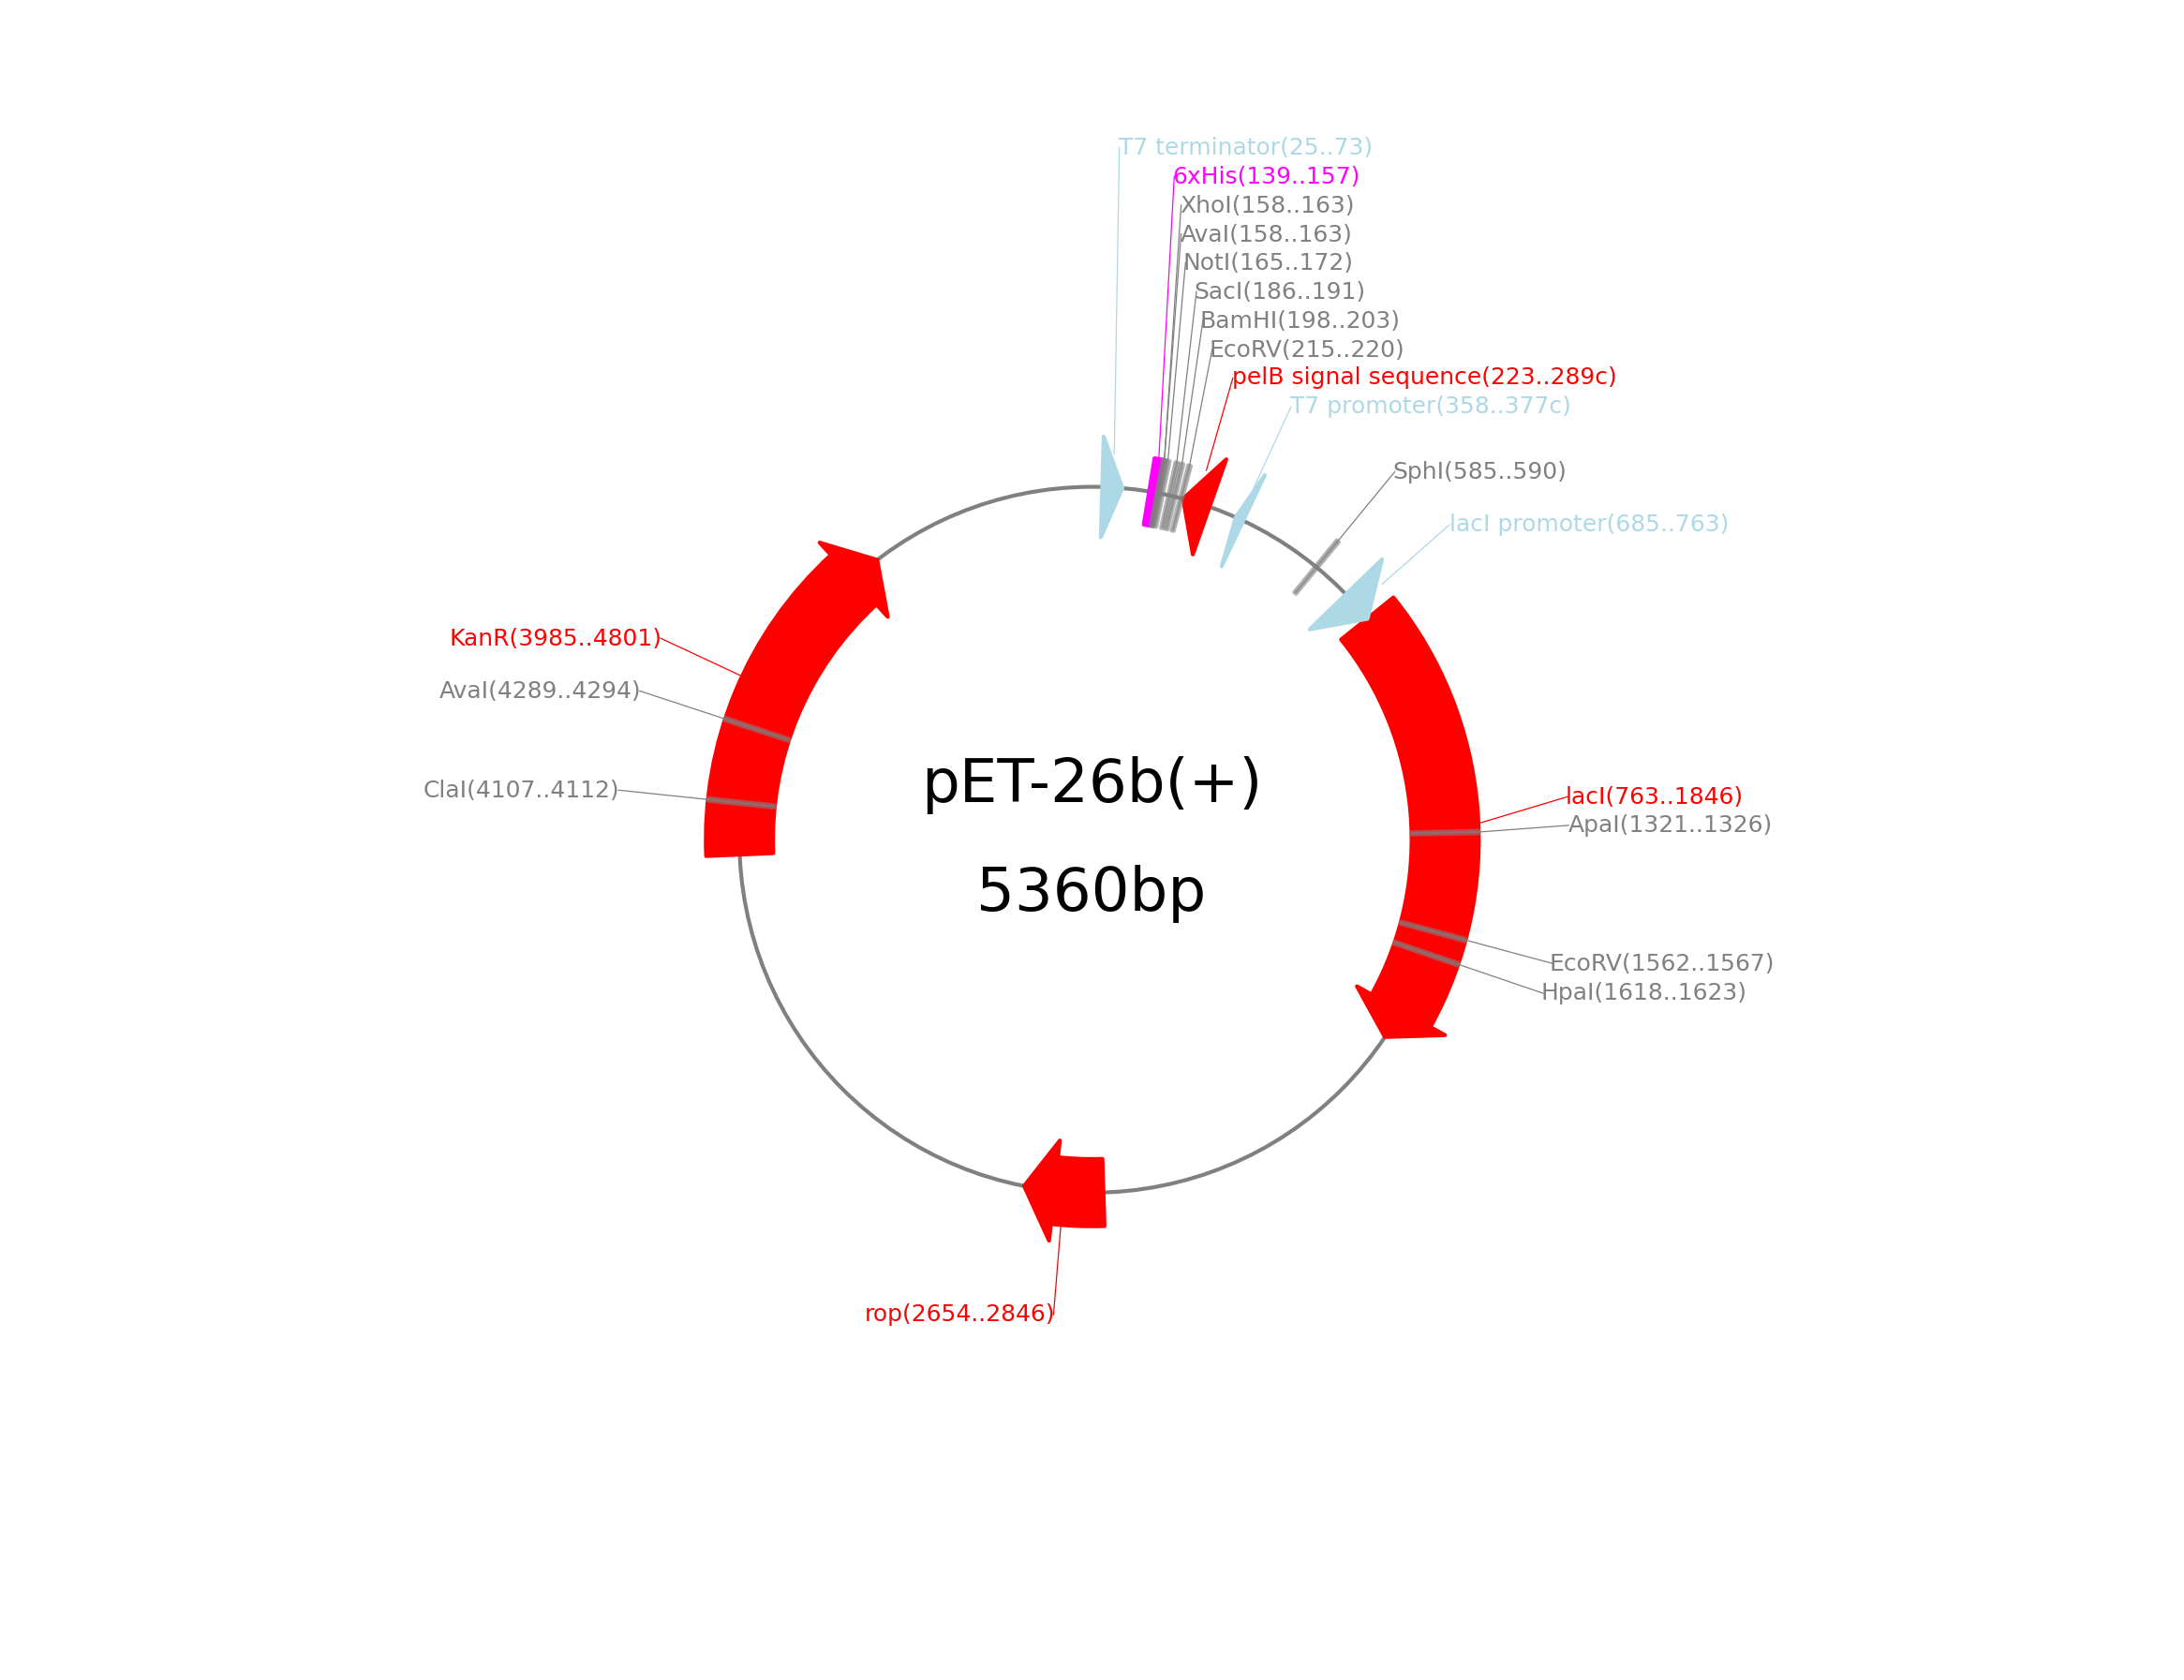 T7 terminator(25..73)
6xHis(139..157)
XhoI(158..163)
AvaI(158..163)
NotI(165..172)
SacI(186..191)
BamHI(198..203)
EcoRV(215..220)
pelB signal sequence(223..289c)
T7 promoter(358..377c)
SphI(585..590)
lacI promoter(685..763)
KanR(3985..4801)
AvaI(4289..4294)
ClaI(4107..4112)
pET-26b(+)
5360bp
lacI(763..1846)
ApaI(1321..1326)
EcoRV(1562..1567)
HpaI(1618..1623)
rop(2654..2846)